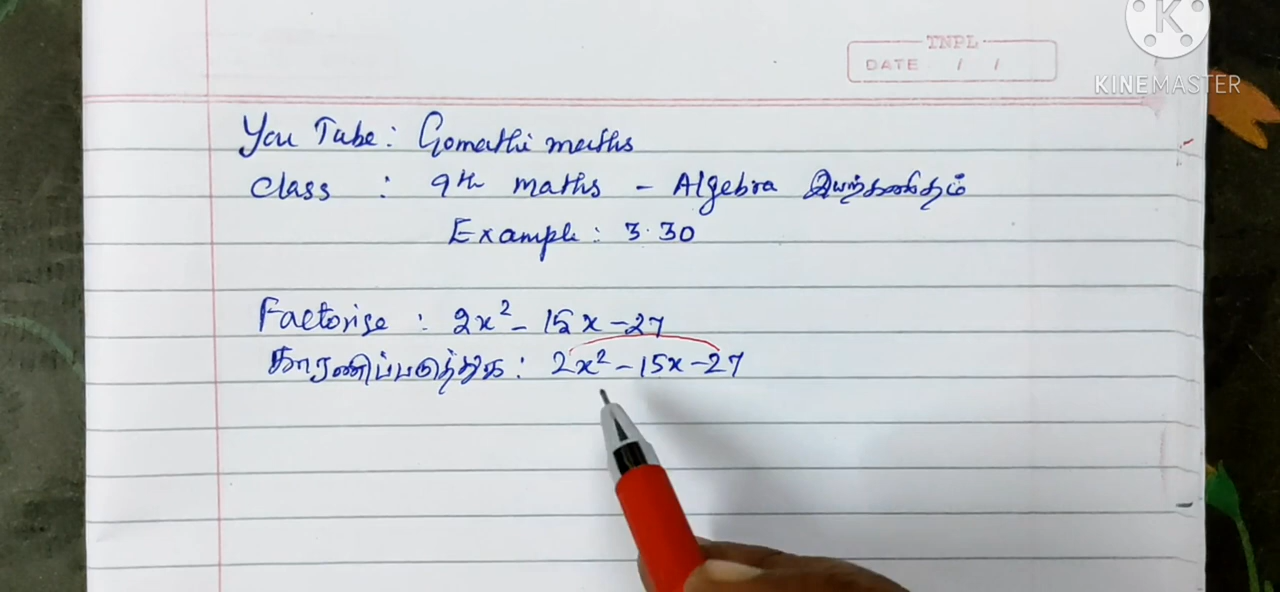 K
KINEMASTER
TNPL
DATE / /
You Tube : Gomathi maths
Class : 9th maths - Algebra இயற்கணிதம்
Example : 3.30
Factorise : 2x² - 15x - 27
காரணிப்படுத்துக : 2x² - 15x - 27